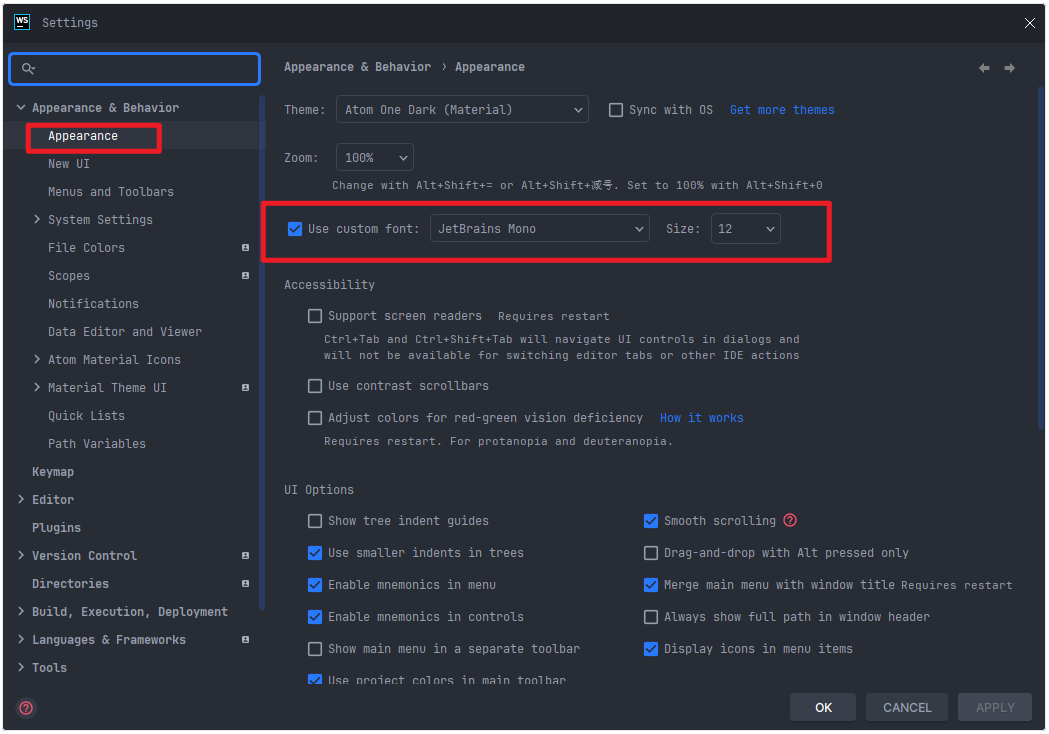 WS Settings
Appearance & Behavior › Appearance
Appearance & Behavior
Appearance
New UI
Menus and Toolbars
System Settings
File Colors
Scopes
Notifications
Data Editor and Viewer
Atom Material Icons
Material Theme UI
Quick Lists
Path Variables
Keymap
Editor
Plugins
Version Control
Directories
Build, Execution, Deployment
Languages & Frameworks
Tools
Theme: Atom One Dark (Material) Sync with OS Get more themes
Zoom: 100%
Change with Alt+Shift+= or Alt+Shift+减号. Set to 100% with Alt+Shift+0
Use custom font: JetBrains Mono Size: 12
Accessibility
Support screen readers Requires restart
Ctrl+Tab and Ctrl+Shift+Tab will navigate UI controls in dialogs and
will not be available for switching editor tabs or other IDE actions
Use contrast scrollbars
Adjust colors for red-green vision deficiency How it works
Requires restart. For protanopia and deuteranopia.
UI Options
Show tree indent guides
Smooth scrolling
Use smaller indents in trees
Drag-and-drop with Alt pressed only
Enable mnemonics in menu
Merge main menu with window title Requires restart
Enable mnemonics in controls
Always show full path in window header
Show main menu in a separate toolbar
Display icons in menu items
Use project colors in main toolbar
OK CANCEL APPLY